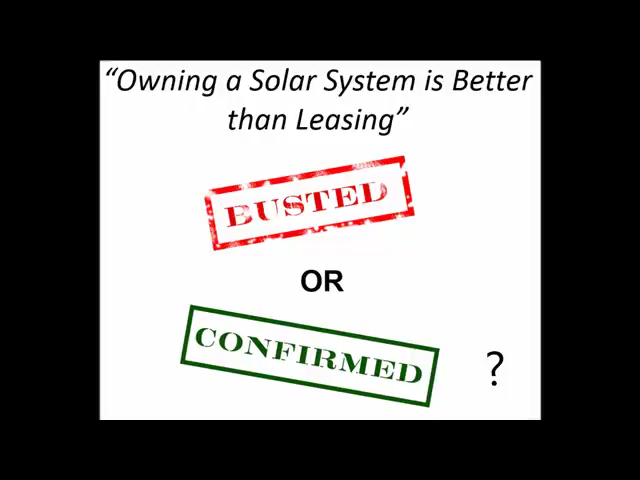 “Owning a Solar System is Better
than Leasing”
BUSTED
OR
CONFIRMED
?